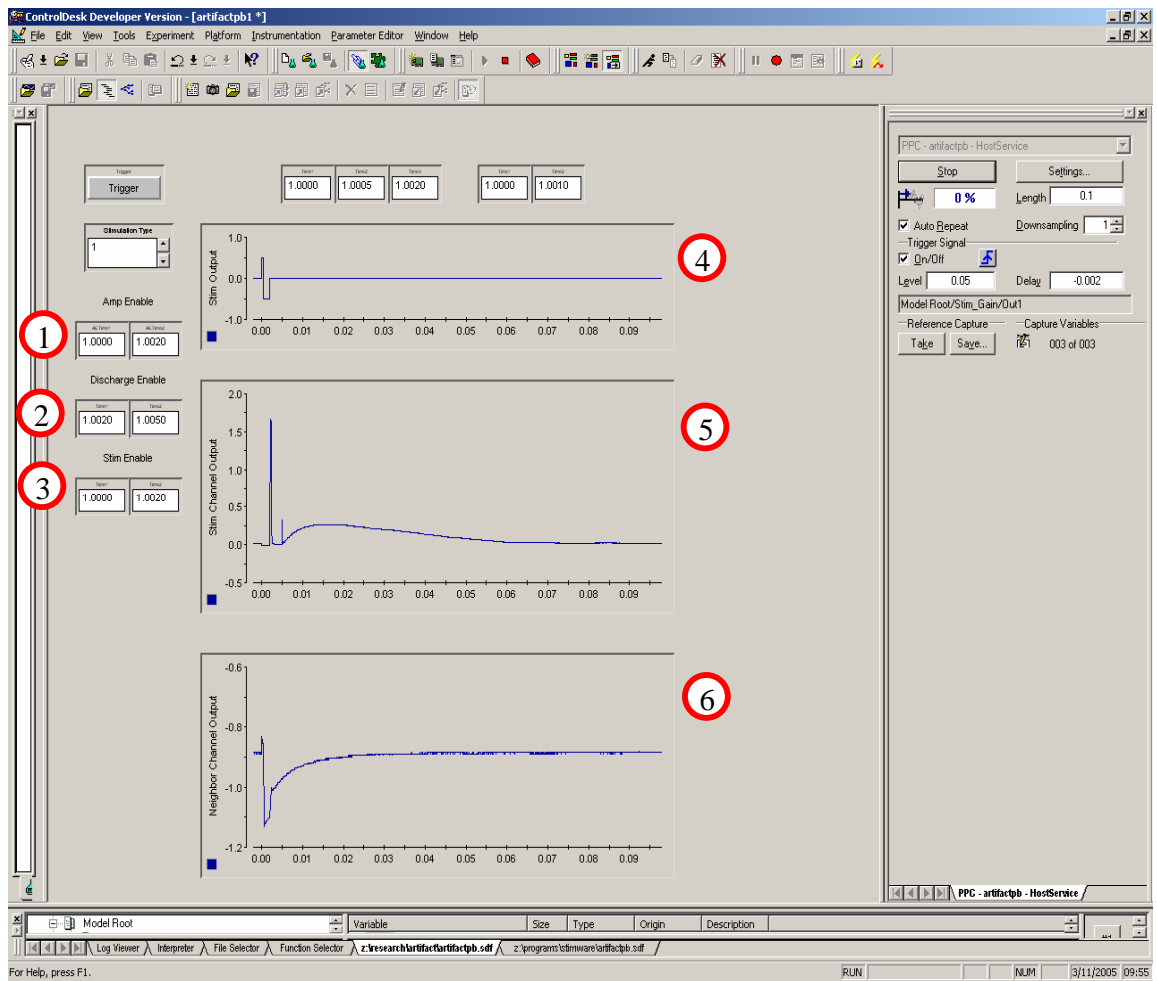 ControlDesk Developer Version - [artifactpb1 *]
File Edit View Tools Experiment Platform Instrumentation Parameter Editor Window Help
Trigger
Trigger
Time1 Time2 Time3 Time1 Time2
1.0000 1.0005 1.0020 1.0000 1.0010
Stimulation Type
1
Amp Enable
AE Time1 AE Time2
1.0000 1.0020
1
Discharge Enable
Time1 Time2
1.0020 1.0050
2
Stim Enable
Time1 Time2
1.0000 1.0020
3
Stim Output
1.0
0.0
-1.0
0.00 0.01 0.02 0.03 0.04 0.05 0.06 0.07 0.08 0.09
4
Stim Channel Output
2.0
1.5
1.0
0.5
0.0
-0.5
0.00 0.01 0.02 0.03 0.04 0.05 0.06 0.07 0.08 0.09
5
Neighbor Channel Output
-0.6
-0.8
-1.0
-1.2
0.00 0.01 0.02 0.03 0.04 0.05 0.06 0.07 0.08 0.09
6
PPC - artifactpb - HostService
Stop Settings...
0 % Length 0.1
Auto Repeat Downsampling 1
Trigger Signal
On/Off
Level 0.05 Delay -0.002
Model Root/Stim_Gain/Out1
Reference Capture Capture Variables
Take Save... 003 of 003
PPC - artifactpb - HostService
Model Root Variable Size Type Origin Description
Log Viewer Interpreter File Selector Function Selector z:\research\artifact\artifactpb.sdf z:\programs\stimware\artifactpb.sdf
For Help, press F1. RUN NUM 3/11/2005 09:55